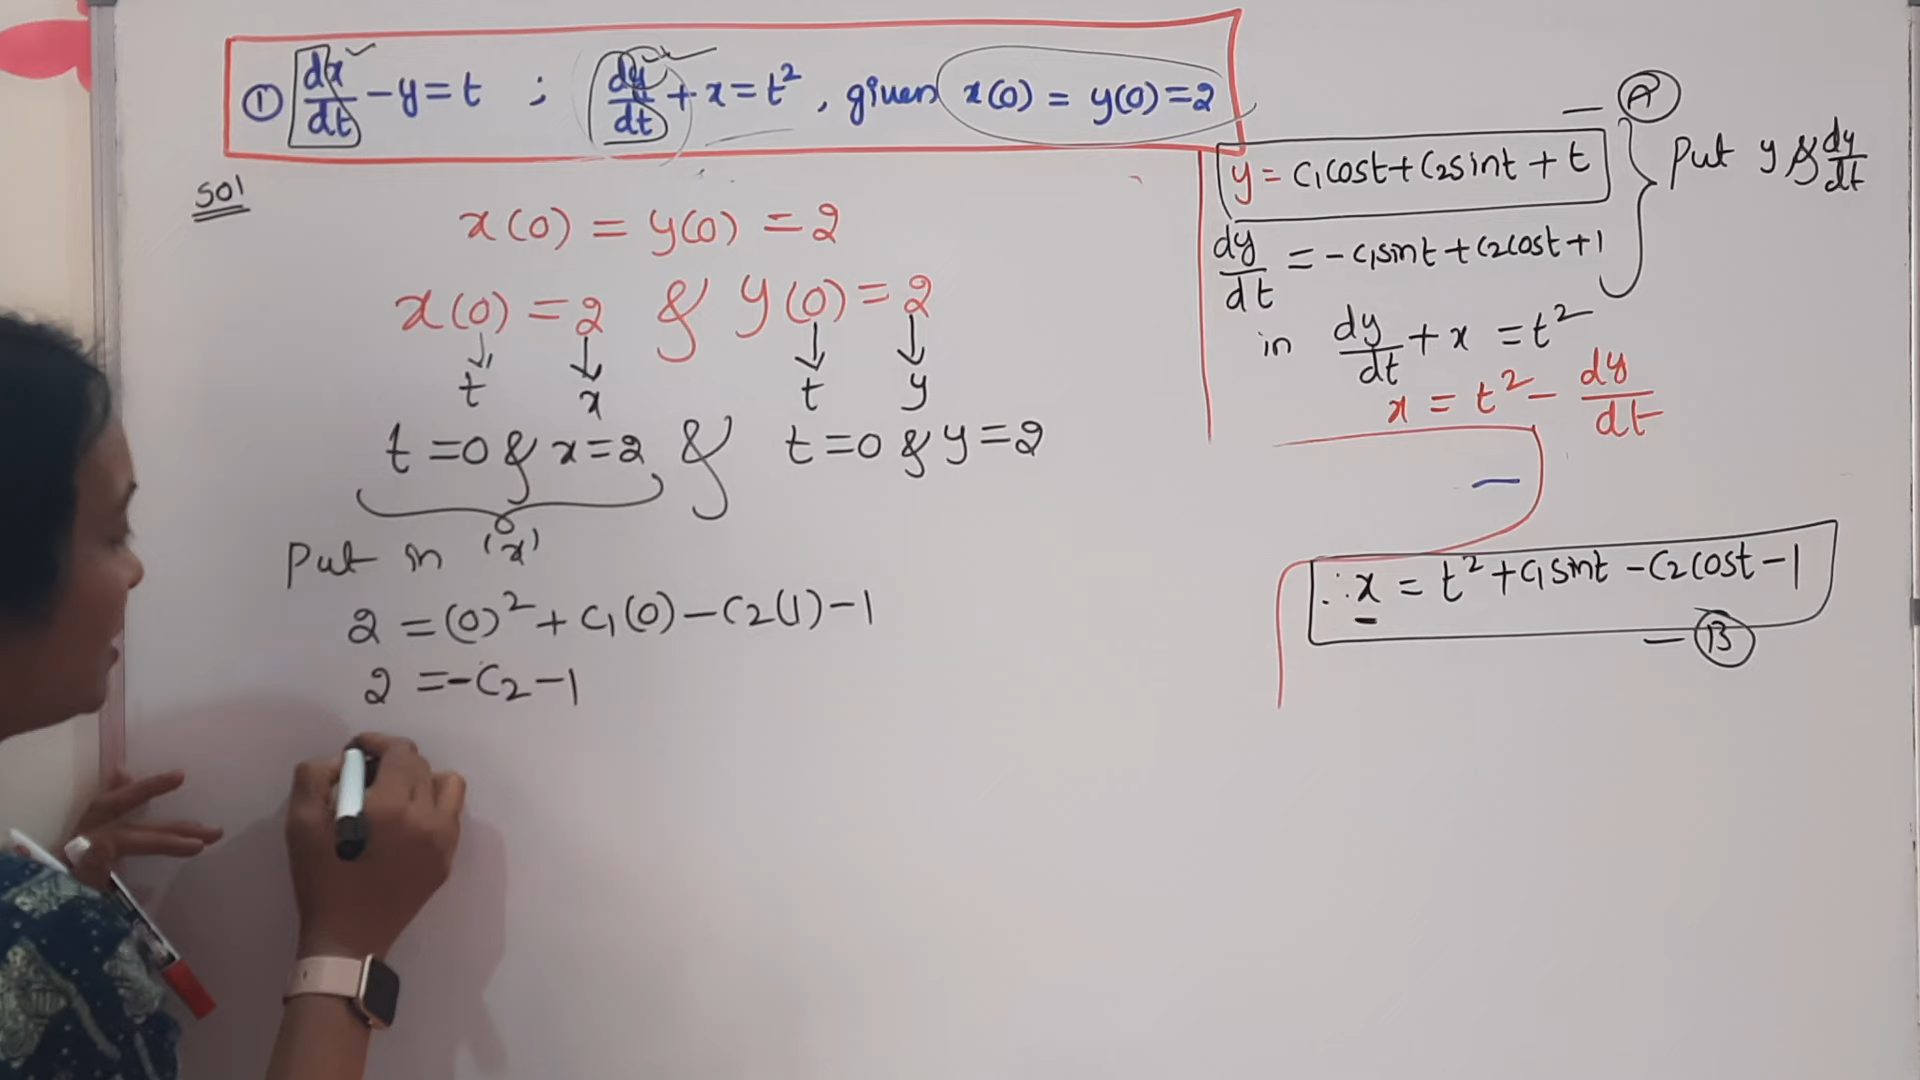 ① dx/dt - y = t ; dy/dt + x = t², given x(0) = y(0) = 2
Sol
x(0) = y(0) = 2
x(0) = 2 & y(0) = 2
t x t y
t = 0 & x = 2 & t = 0 & y = 2
Put in (x)
2 = (0)² + C₁(0) - C₂(1) - 1
2 = -C₂ - 1
— Ⓐ
y = C₁cost + C₂sint + t
Put y & dy/dt
dy/dt = -C₁sint + C₂cost + 1
in dy/dt + x = t²
x = t² - dy/dt
∴ x = t² + C₁sint - C₂cost - 1
— Ⓑ